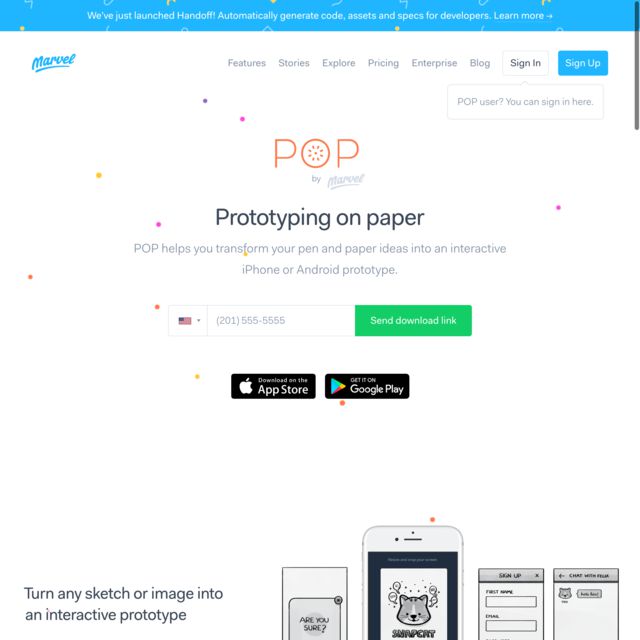 We've just launched Handoff! Automatically generate code, assets and specs for developers. Learn more →
Marvel
Features Stories Explore Pricing Enterprise Blog Sign In Sign Up
POP user? You can sign in here.
POP
by Marvel
Prototyping on paper
POP helps you transform your pen and paper ideas into an interactive
iPhone or Android prototype.
(201) 555-5555 Send download link
Download on the
App Store
GET IT ON
Google Play
Turn any sketch or image into
an interactive prototype
ARE YOU
SURE?
SNAPCAT
SIGN UP X
FIRST NAME
EMAIL
← CHAT WITH FELIX